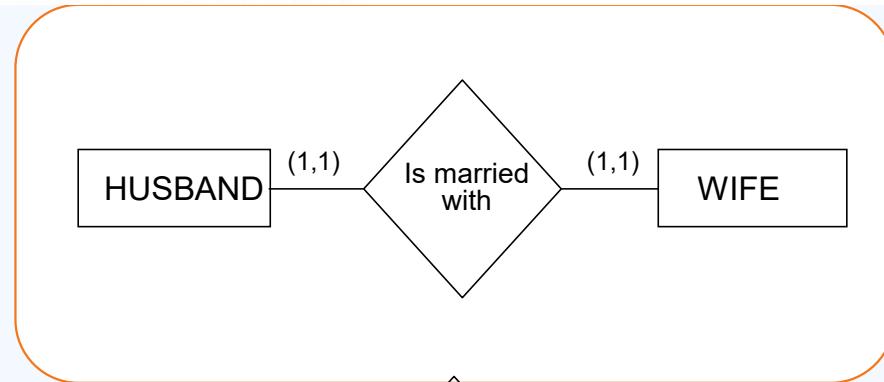 HUSBAND
(1,1)
Is married
with
(1,1)
WIFE